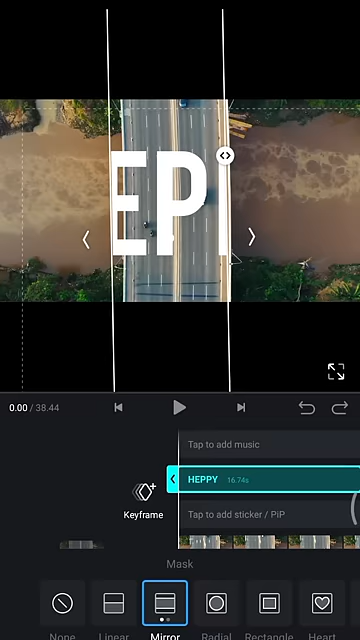 EP
0.00 / 38.44
Tap to add music
HEPPY 16.74s
Keyframe
Tap to add sticker / PiP
Mask
None Linear Mirror Radial Rectangle Heart